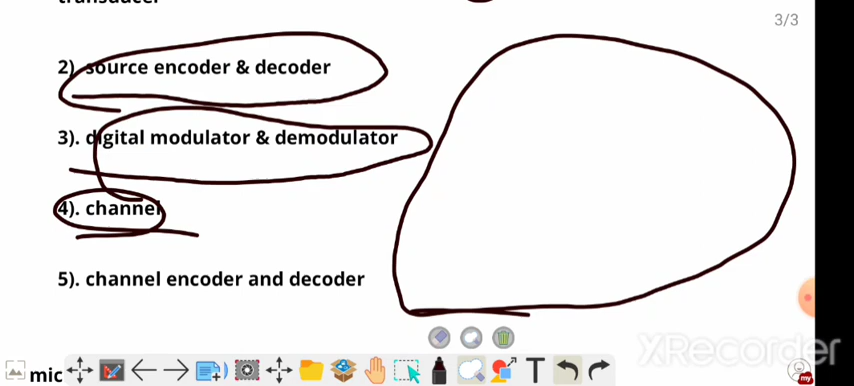 3/3
2). source encoder & decoder
3). digital modulator & demodulator
4). channel
5). channel encoder and decoder
XRecorder
mic
T
my